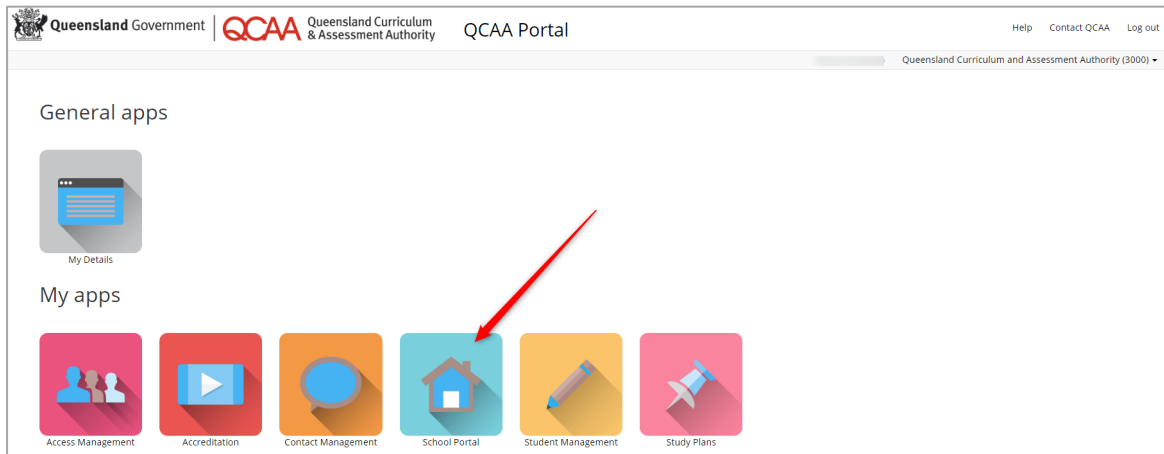 Queensland Government
QCAA
Queensland Curriculum
& Assessment Authority
QCAA Portal
Help Contact QCAA Log out
Queensland Curriculum and Assessment Authority (3000)
General apps
My Details
My apps
Access Management Accreditation Contact Management School Portal Student Management Study Plans